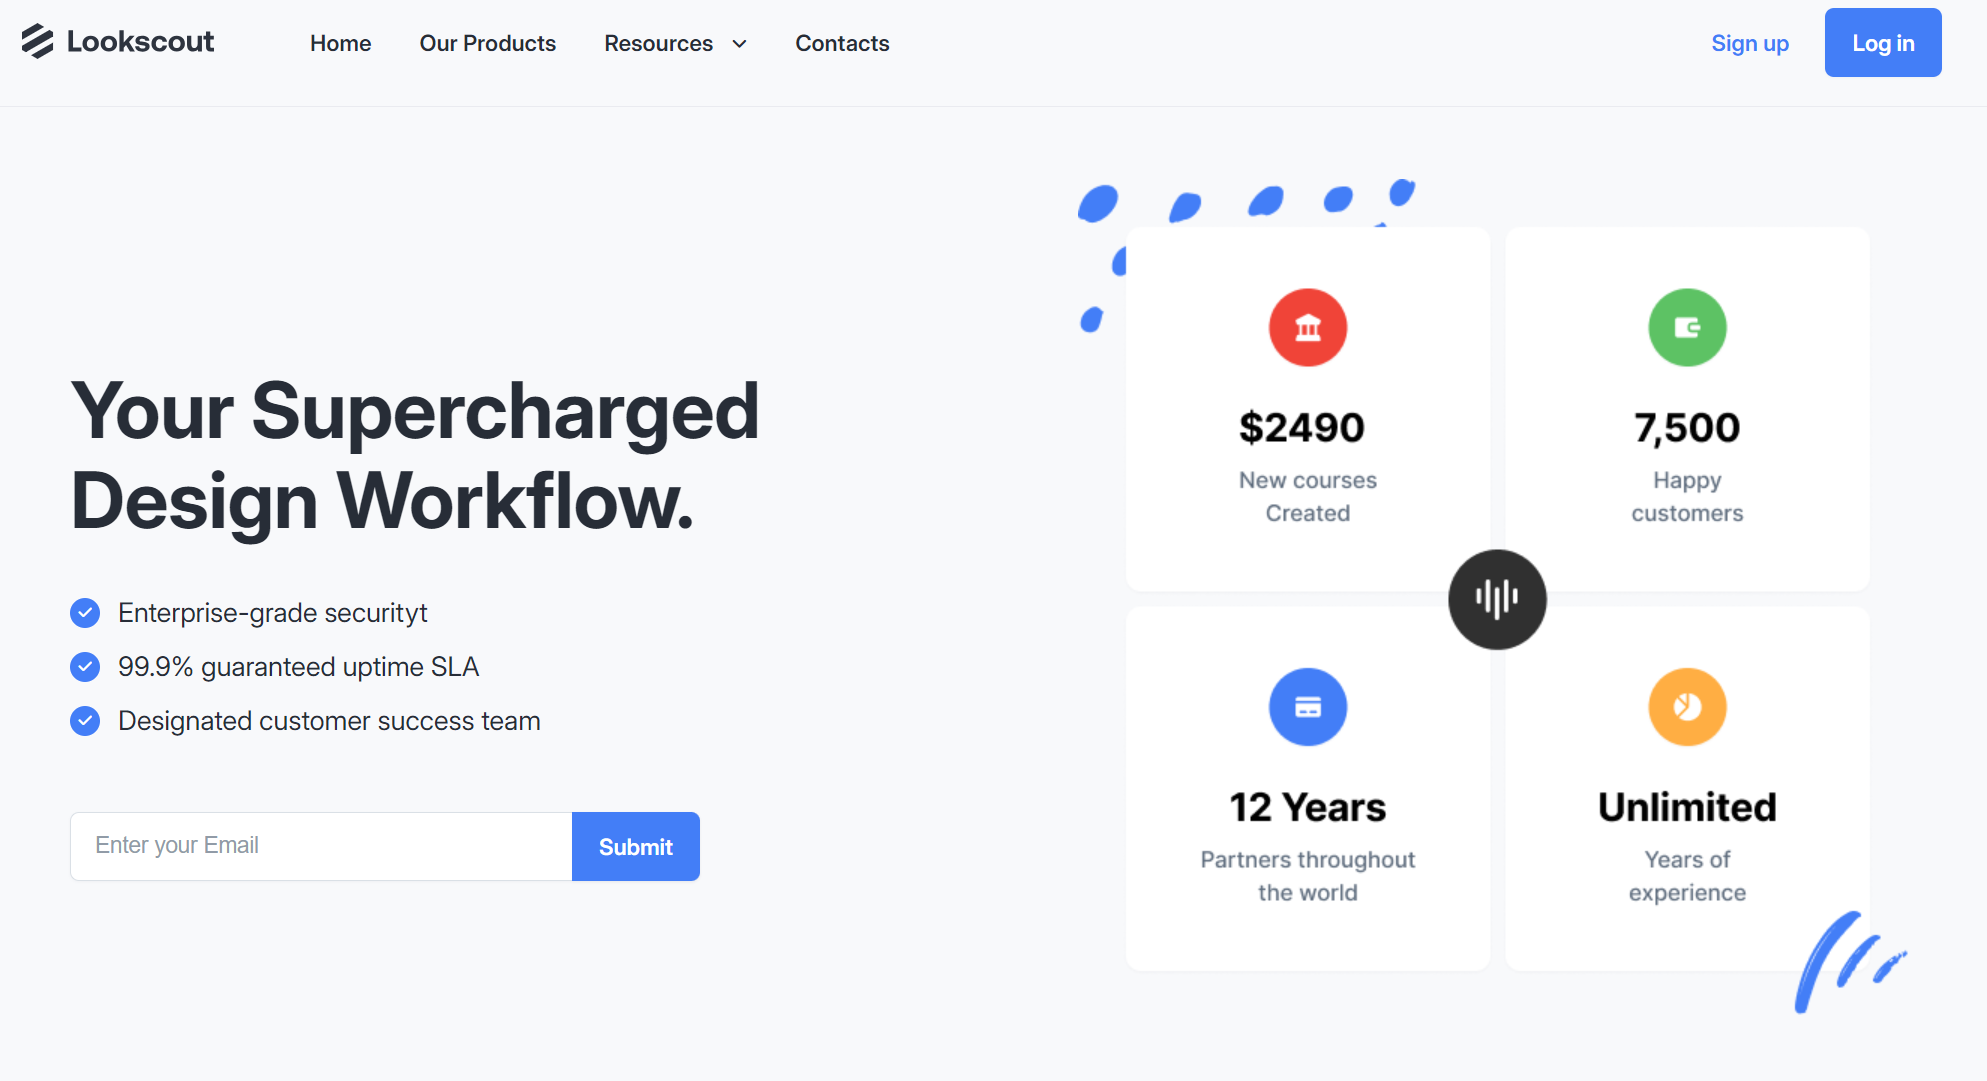 Lookscout
Home
Our Products
Resources
Contacts
Sign up
Log in
Your Supercharged
Design Workflow.
Enterprise-grade securityt
99.9% guaranteed uptime SLA
Designated customer success team
Enter your Email
Submit
$2490
New courses
Created
7,500
Happy
customers
12 Years
Partners throughout
the world
Unlimited
Years of
experience